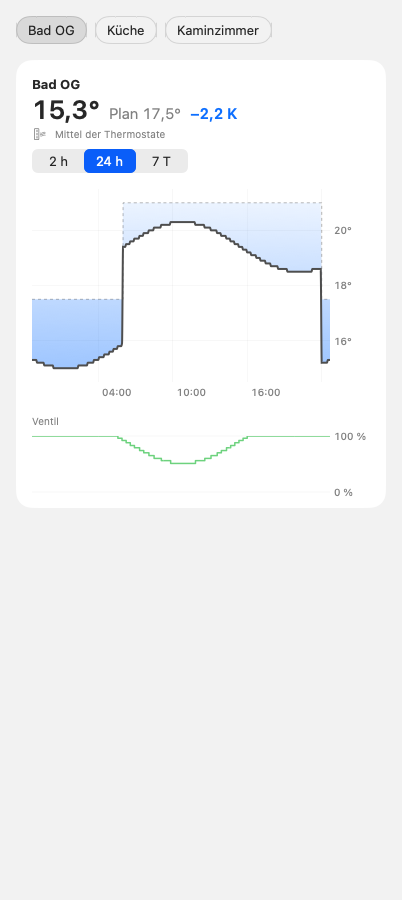 Bad OG Küche Kaminzimmer
Bad OG
15,3° Plan 17,5° −2,2 K
Mittel der Thermostate
2 h 24 h 7 T
20°
18°
16°
04:00 10:00 16:00
Ventil
100 %
0 %